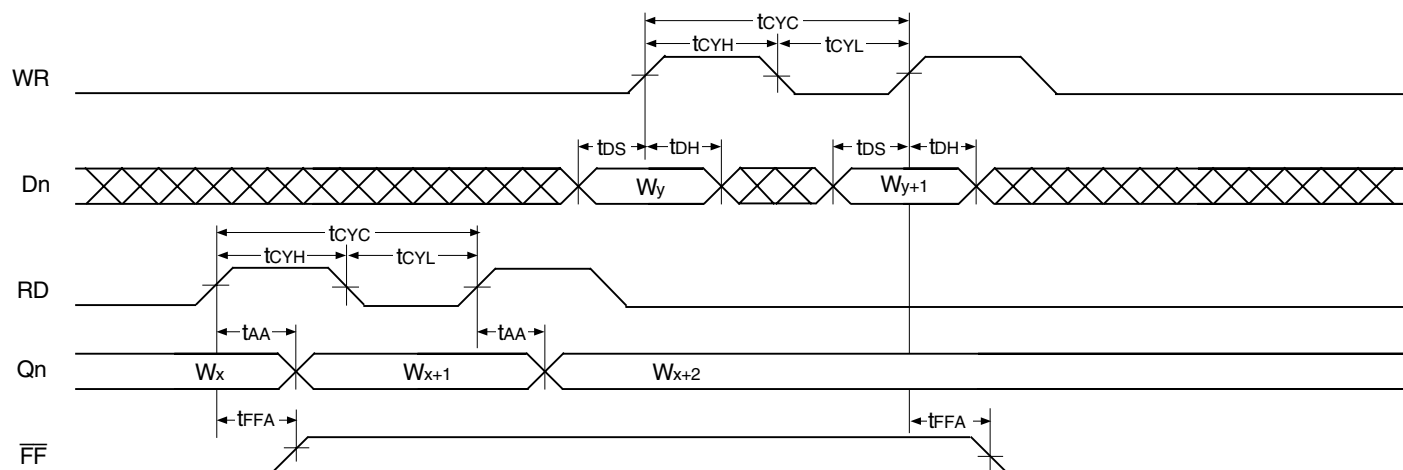 tCYC
tCYH tCYL
WR
tDS tDH tDS tDH
Dn Wy Wy+1
tCYC
tCYH tCYL
RD
tAA tAA
Qn Wx Wx+1 Wx+2
tFFA tFFA
F̅F̅